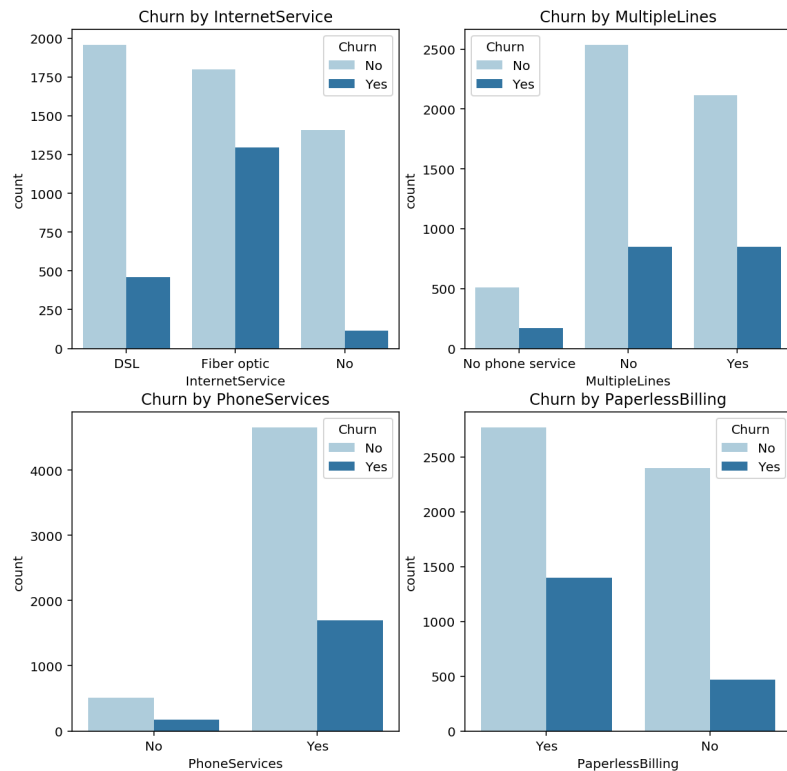 Churn by InternetService
2000
1750
1500
1250
1000
750
500
250
0
count
Churn
No
Yes
DSL Fiber optic No
InternetService
Churn by MultipleLines
2500
2000
1500
1000
500
0
count
Churn
No
Yes
No phone service No Yes
MultipleLines
Churn by PhoneServices
4000
3000
2000
1000
0
count
Churn
No
Yes
No Yes
PhoneServices
Churn by PaperlessBilling
2500
2000
1500
1000
500
0
count
Churn
No
Yes
Yes No
PaperlessBilling